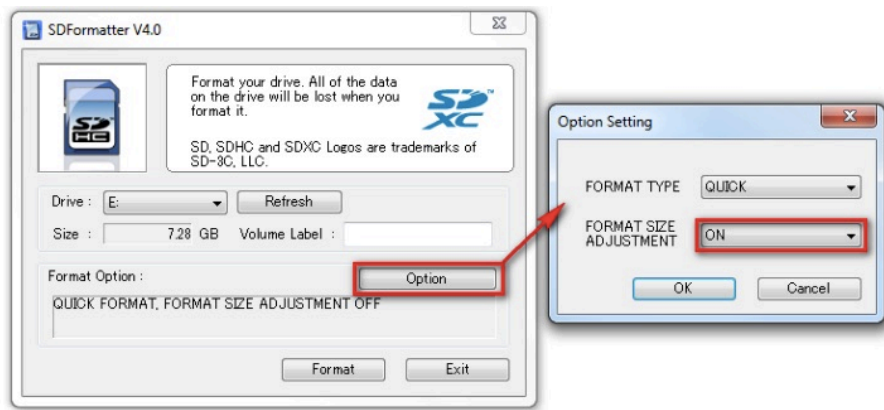 SDFormatter V4.0
SD
HC
Format your drive. All of the data
on the drive will be lost when you
format it.
SD, SDHC and SDXC Logos are trademarks of
SD-3C, LLC.
SD™
XC
Drive : E: Refresh
Size : 7.28 GB Volume Label :
Format Option : Option
QUICK FORMAT, FORMAT SIZE ADJUSTMENT OFF
Format Exit
Option Setting
FORMAT TYPE QUICK
FORMAT SIZE
ADJUSTMENT ON
OK Cancel